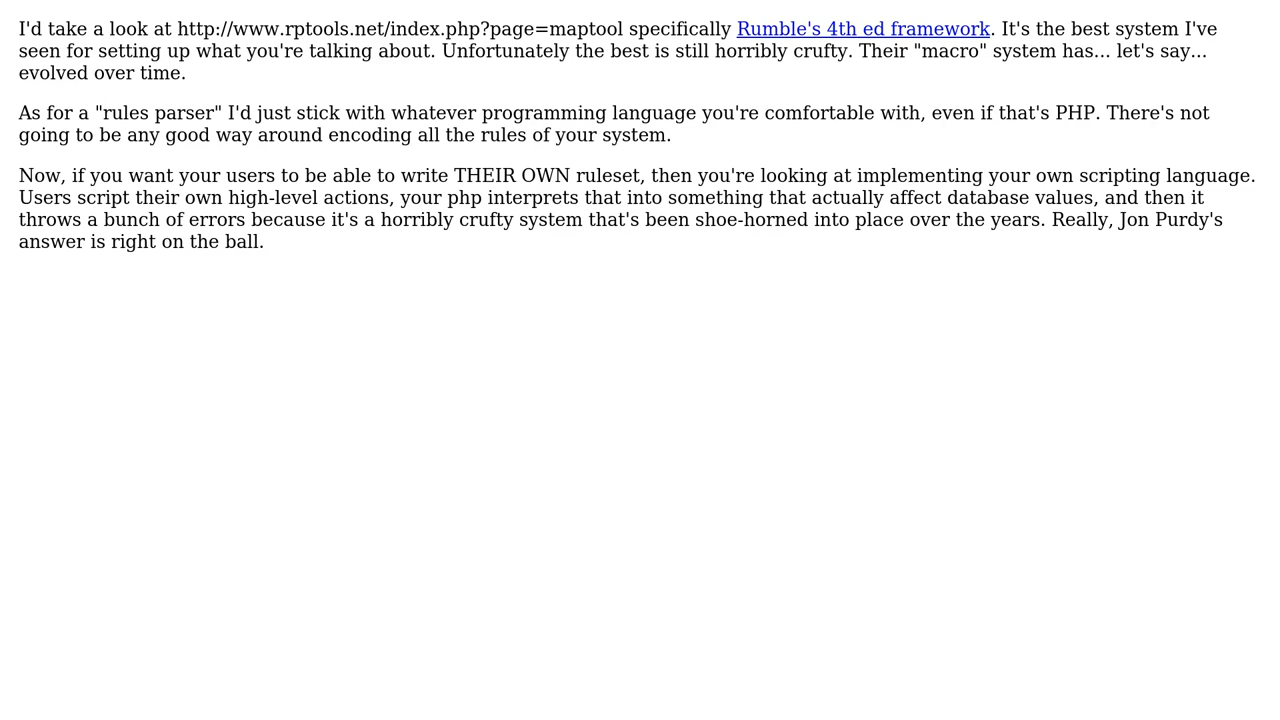 I'd take a look at http://www.rptools.net/index.php?page=maptool specifically Rumble's 4th ed framework. It's the best system I've
seen for setting up what you're talking about. Unfortunately the best is still horribly crufty. Their "macro" system has... let's say...
evolved over time.
As for a "rules parser" I'd just stick with whatever programming language you're comfortable with, even if that's PHP. There's not
going to be any good way around encoding all the rules of your system.
Now, if you want your users to be able to write THEIR OWN ruleset, then you're looking at implementing your own scripting language.
Users script their own high-level actions, your php interprets that into something that actually affect database values, and then it
throws a bunch of errors because it's a horribly crufty system that's been shoe-horned into place over the years. Really, Jon Purdy's
answer is right on the ball.